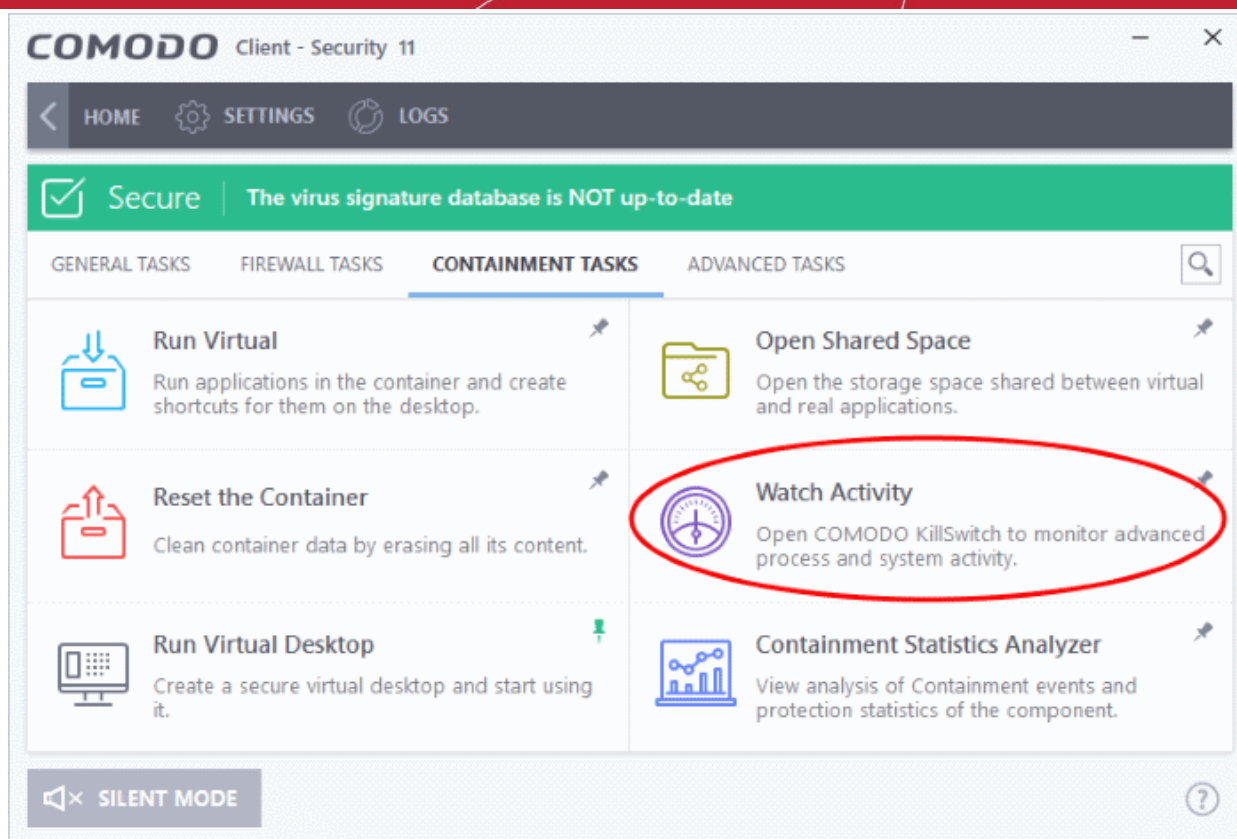 COMODO Client - Security 11
HOME SETTINGS LOGS
Secure The virus signature database is NOT up-to-date
GENERAL TASKS FIREWALL TASKS CONTAINMENT TASKS ADVANCED TASKS
Run Virtual
Run applications in the container and create
shortcuts for them on the desktop.
Open Shared Space
Open the storage space shared between virtual
and real applications.
Reset the Container
Clean container data by erasing all its content.
Watch Activity
Open COMODO KillSwitch to monitor advanced
process and system activity.
Run Virtual Desktop
Create a secure virtual desktop and start using
it.
Containment Statistics Analyzer
View analysis of Containment events and
protection statistics of the component.
SILENT MODE
?